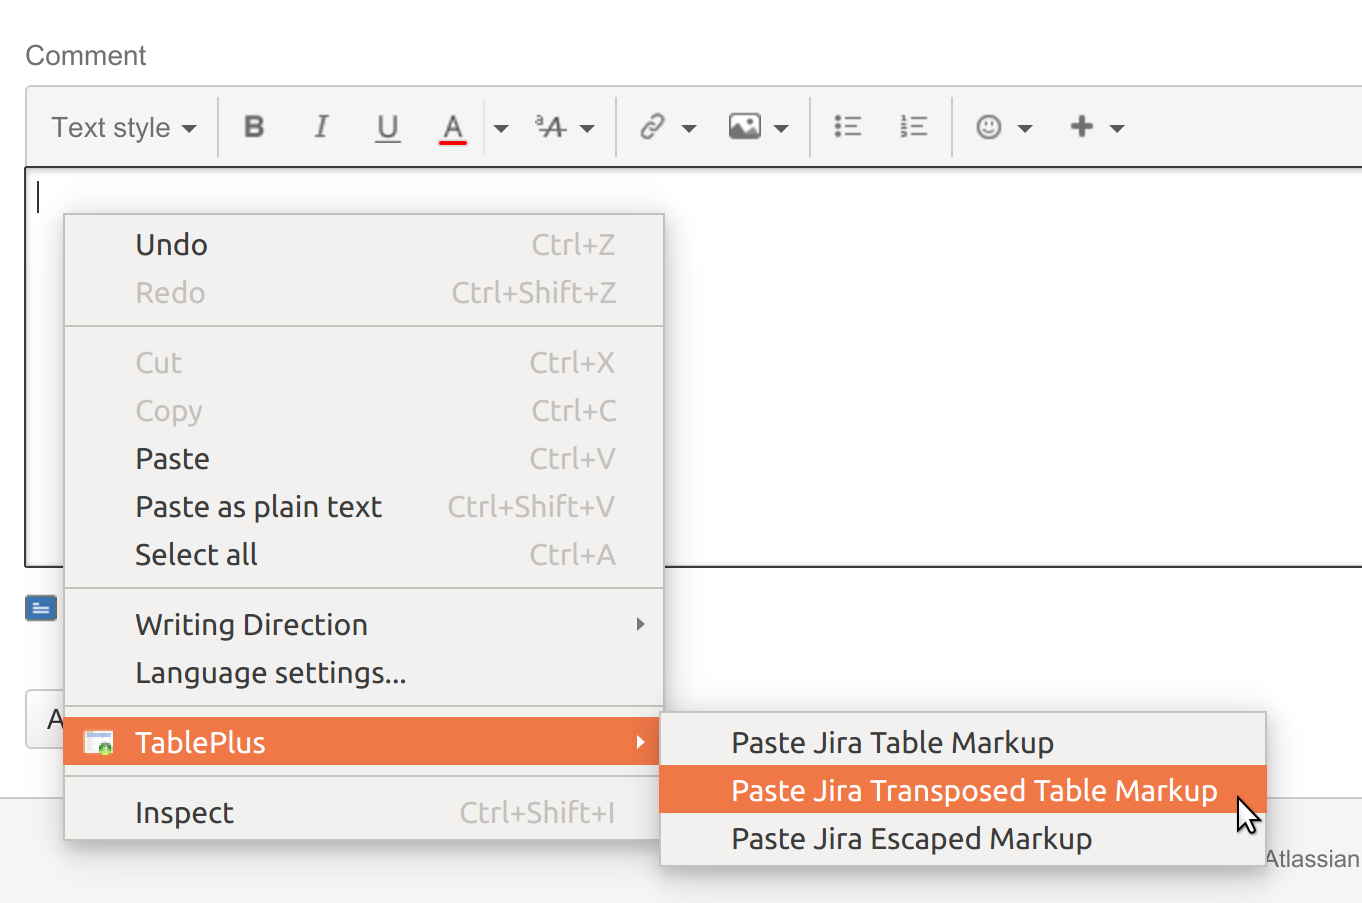 Comment
Text style B I U A ªA
Undo Ctrl+Z
Redo Ctrl+Shift+Z
Cut Ctrl+X
Copy Ctrl+C
Paste Ctrl+V
Paste as plain text Ctrl+Shift+V
Select all Ctrl+A
Writing Direction
Language settings...
A
TablePlus
Paste Jira Table Markup
Paste Jira Transposed Table Markup
Inspect Ctrl+Shift+I
Paste Jira Escaped Markup
Atlassian